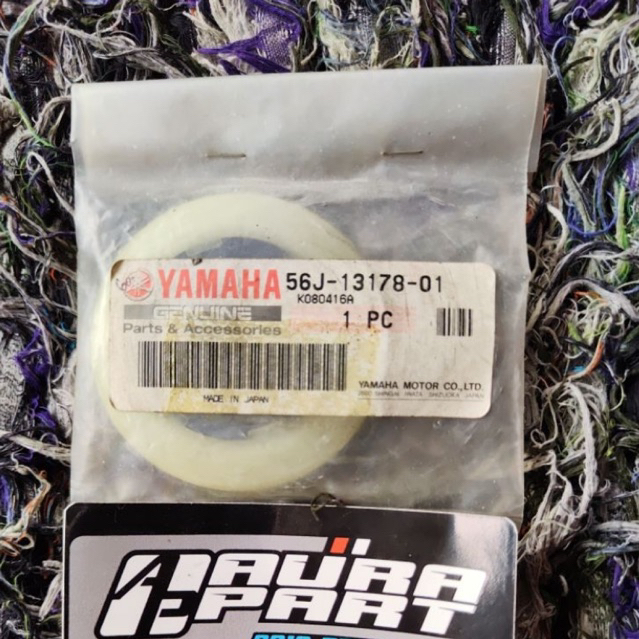 YAMAHA 56J-13178-01
K080416A
GENUINE 1 PC
Parts & Accessories
YAMAHA MOTOR CO.,LTD.
MADE IN JAPAN
AURA
PART